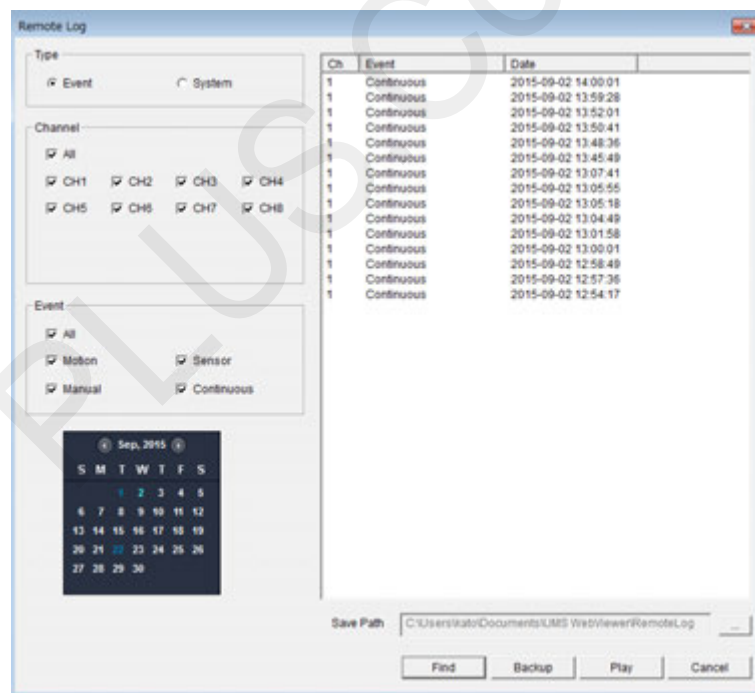 Remote Log
Type
Event System
Channel
All
CH1 CH2 CH3 CH4
CH5 CH6 CH7 CH8
Event
All
Motion Sensor
Manual Continuous
Sep, 2015
S M T W T F S
1 2 3 4 5
6 7 8 9 10 11 12
13 14 15 16 17 18 19
20 21 22 23 24 25 26
27 28 29 30
Ch Event Date
1 Continuous 2015-09-02 14:00:01
1 Continuous 2015-09-02 13:59:28
1 Continuous 2015-09-02 13:52:01
1 Continuous 2015-09-02 13:50:41
1 Continuous 2015-09-02 13:48:36
1 Continuous 2015-09-02 13:45:49
1 Continuous 2015-09-02 13:07:41
1 Continuous 2015-09-02 13:05:55
1 Continuous 2015-09-02 13:05:18
1 Continuous 2015-09-02 13:04:49
1 Continuous 2015-09-02 13:01:58
1 Continuous 2015-09-02 13:00:01
1 Continuous 2015-09-02 12:58:49
1 Continuous 2015-09-02 12:57:36
1 Continuous 2015-09-02 12:54:17
Save Path C:\Users\kato\Documents\UMS WebViewer\RemoteLog ...
Find Backup Play Cancel
PLUS CO